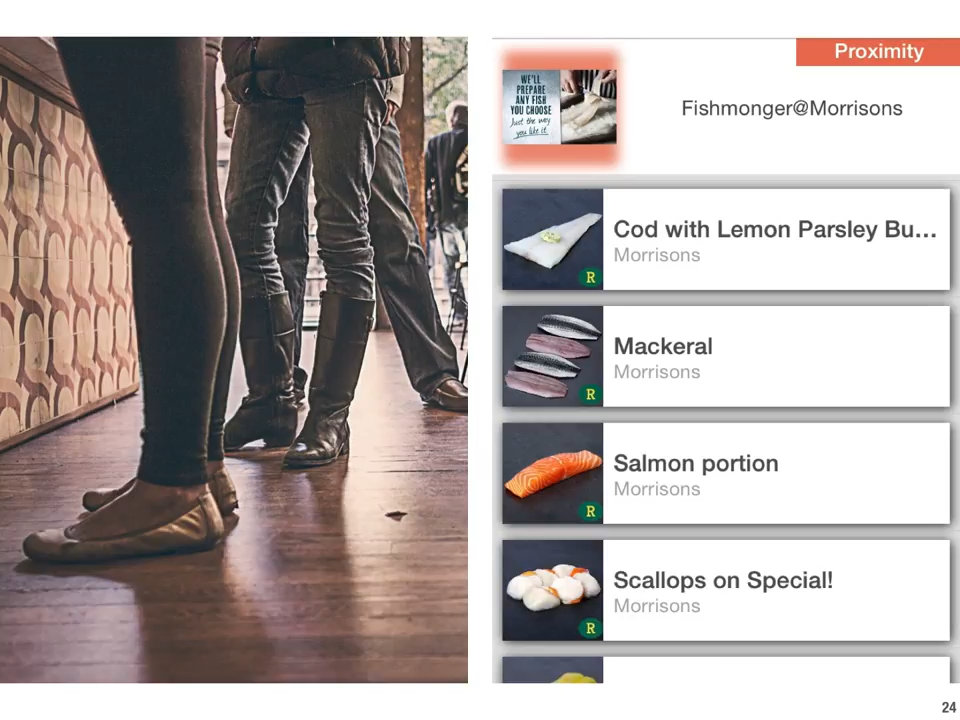 Proximity
WE'LL
PREPARE
ANY FISH
YOU CHOOSE
Just the way
you like it
Fishmonger@Morrisons
Cod with Lemon Parsley Bu...
Morrisons
R
Mackeral
Morrisons
R
Salmon portion
Morrisons
R
Scallops on Special!
Morrisons
R
24